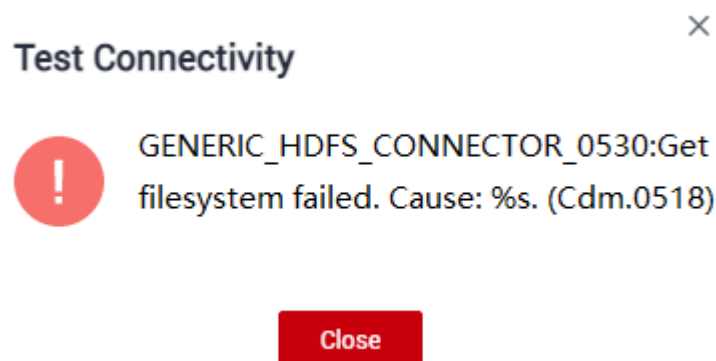 Test Connectivity
GENERIC_HDFS_CONNECTOR_0530:Get
filesystem failed. Cause: %s. (Cdm.0518)
Close